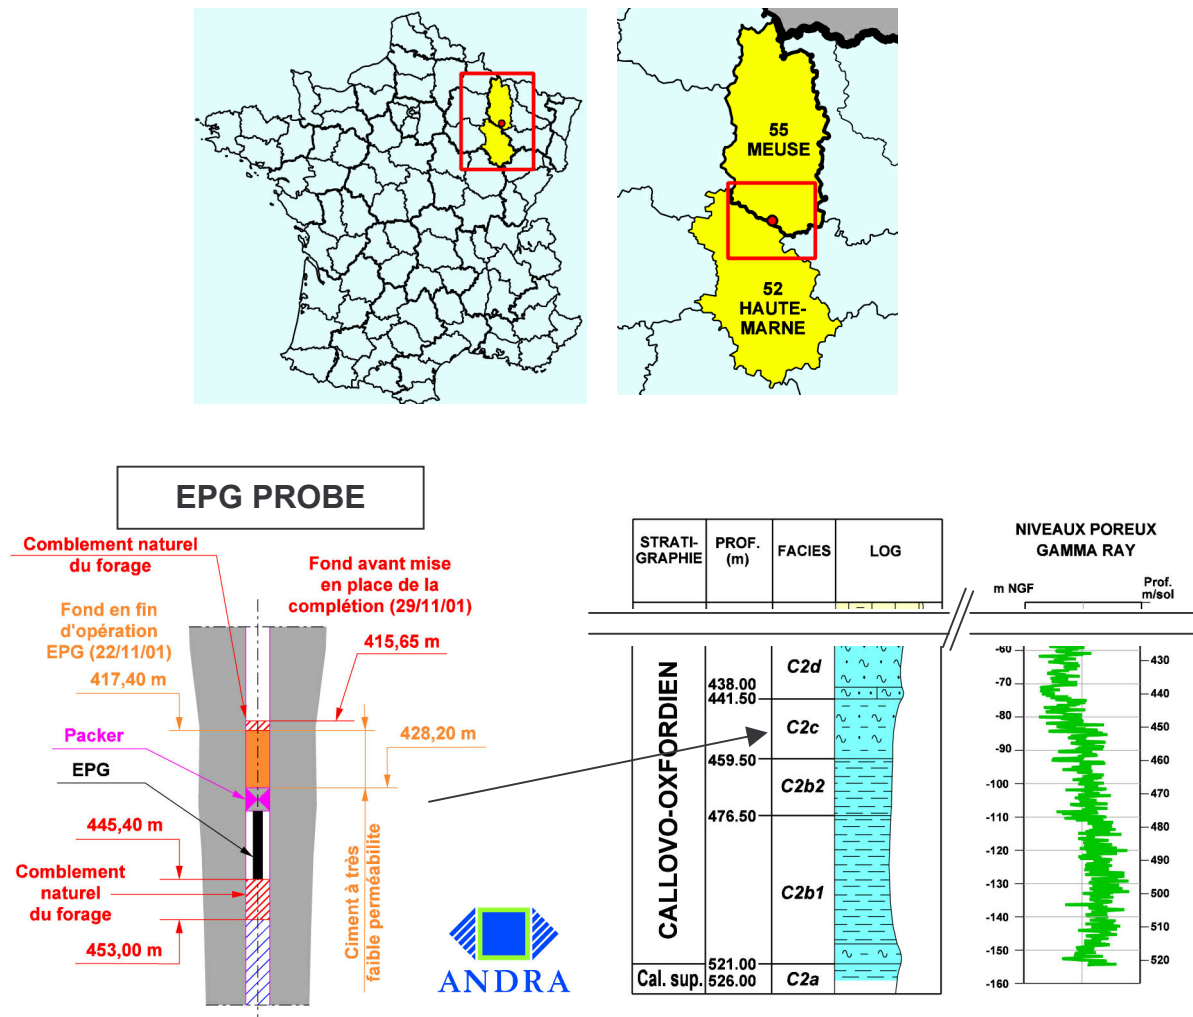 55
MEUSE
52
HAUTE-
MARNE
EPG PROBE
Comblement naturel
du forage
Fond avant mise
en place de la
complétion (29/11/01)
Fond en fin
d'opération
EPG (22/11/01)
415,65 m
417,40 m
Packer
428,20 m
EPG
445,40 m
Comblement
naturel
du forage
453,00 m
Ciment à très
faible perméabilite
ANDRA
STRATI-
GRAPHIE
PROF.
(m)
FACIES
LOG
CALLOVO-OXFORDIEN
C2d
438.00
441.50
C2c
459.50
C2b2
476.50
C2b1
521.00
Cal. sup.
526.00
C2a
NIVEAUX POREUX
GAMMA RAY
m NGF
Prof.
m/sol
-60
430
-70
440
-80
450
-90
460
-100
470
-110
480
-120
490
-130
500
-140
510
-150
520
-160